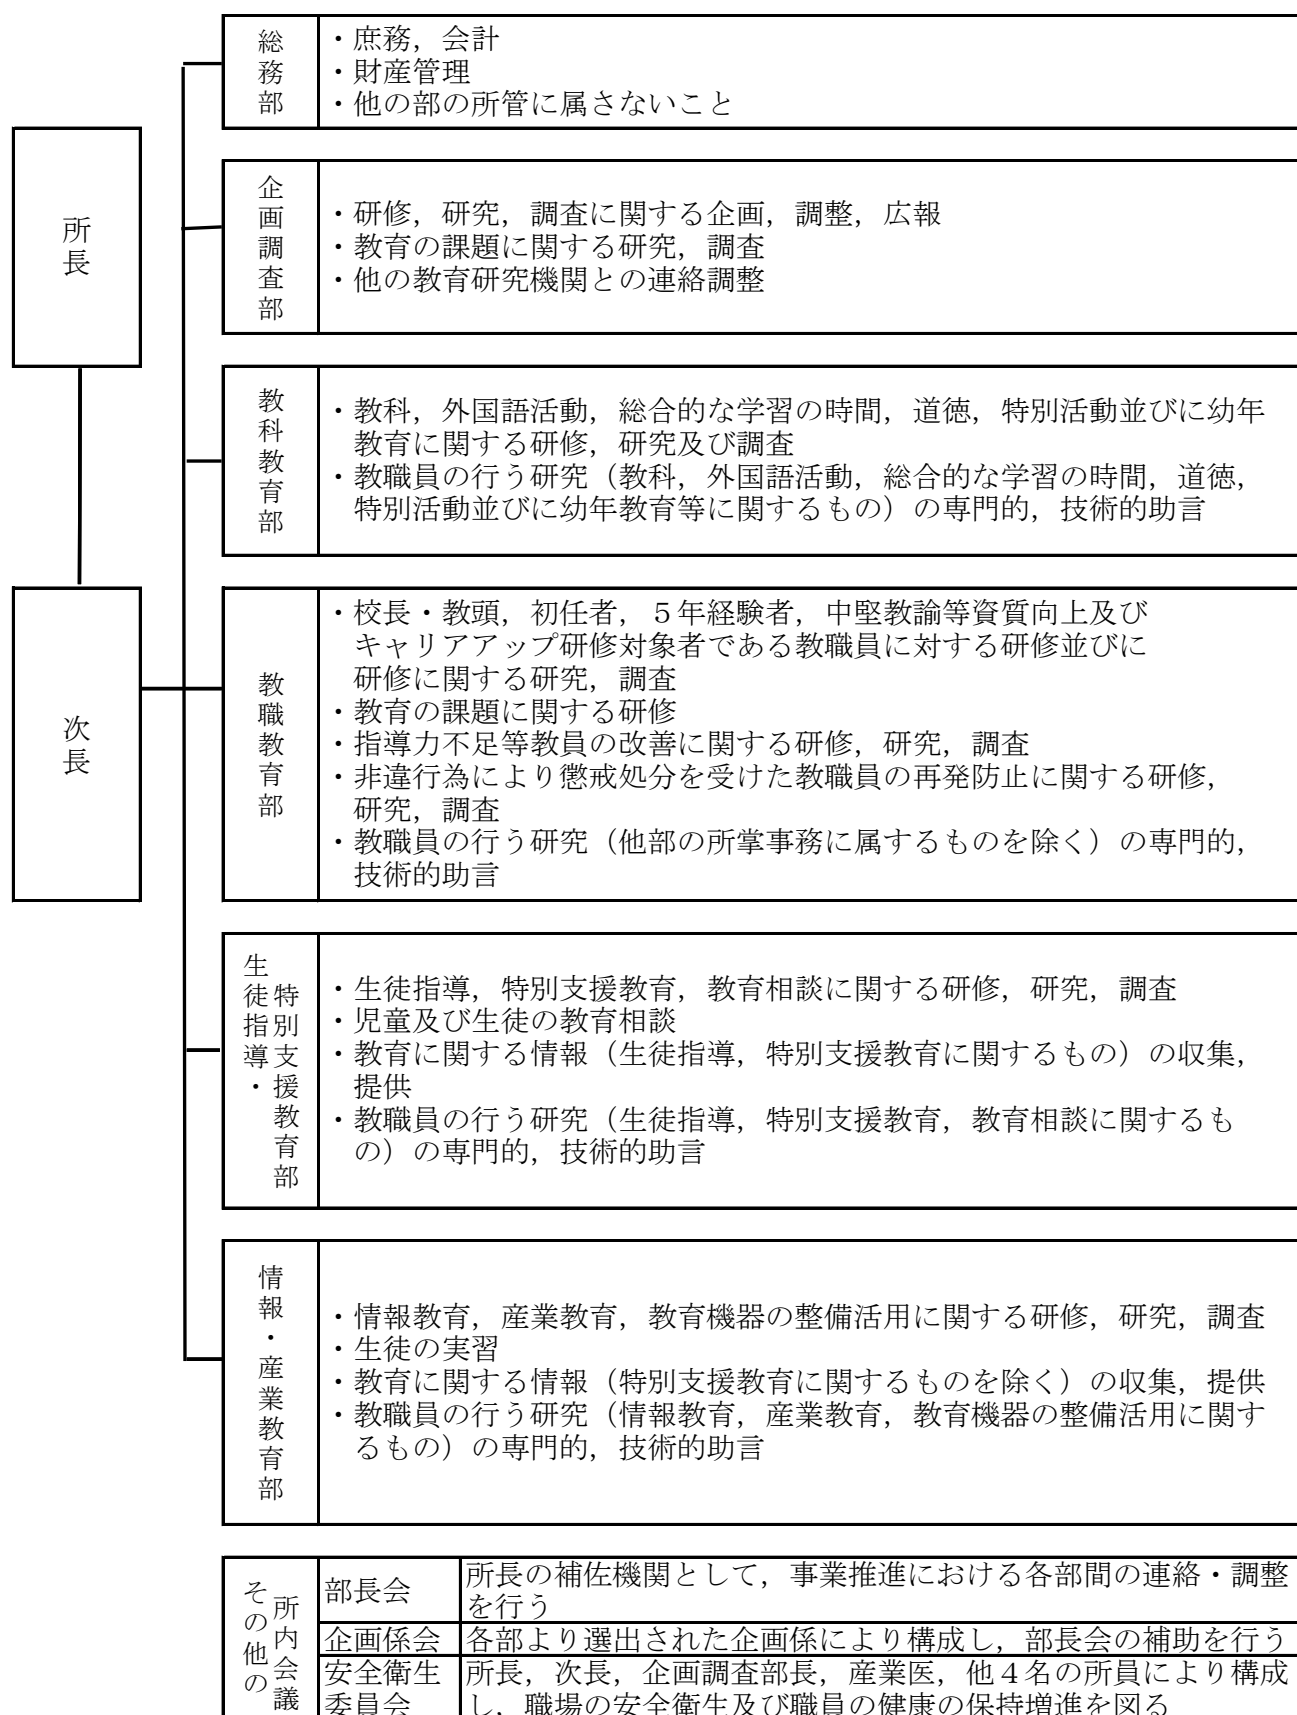 所長
次長
総務部
・庶務，会計
・財産管理
・他の部の所管に属さないこと
企画調査部
・研修，研究，調査に関する企画，調整，広報
・教育の課題に関する研究，調査
・他の教育研究機関との連絡調整
教科教育部
・教科，外国語活動，総合的な学習の時間，道徳，特別活動並びに幼年
教育に関する研修，研究及び調査
・教職員の行う研究（教科，外国語活動，総合的な学習の時間，道徳，
特別活動並びに幼年教育等に関するもの）の専門的，技術的助言
教職教育部
・校長・教頭，初任者，５年経験者，中堅教諭等資質向上及び
キャリアアップ研修対象者である教職員に対する研修並びに
研修に関する研究，調査
・教育の課題に関する研修
・指導力不足等教員の改善に関する研修，研究，調査
・非違行為により懲戒処分を受けた教職員の再発防止に関する研修，
研究，調査
・教職員の行う研究（他部の所掌事務に属するものを除く）の専門的，
技術的助言
生徒指導・
特別支援教育部
・生徒指導，特別支援教育，教育相談に関する研修，研究，調査
・児童及び生徒の教育相談
・教育に関する情報（生徒指導，特別支援教育に関するもの）の収集，
提供
・教職員の行う研究（生徒指導，特別支援教育，教育相談に関するも
の）の専門的，技術的助言
情報・産業教育部
・情報教育，産業教育，教育機器の整備活用に関する研修，研究，調査
・生徒の実習
・教育に関する情報（特別支援教育に関するものを除く）の収集，提供
・教職員の行う研究（情報教育，産業教育，教育機器の整備活用に関す
るもの）の専門的，技術的助言
その他の
所内会議
部長会
所長の補佐機関として，事業推進における各部間の連絡・調整
を行う
企画係会
各部より選出された企画係により構成し，部長会の補助を行う
安全衛生
委員会
所長，次長，企画調査部長，産業医，他４名の所員により構成
し，職場の安全衛生及び職員の健康の保持増進を図る